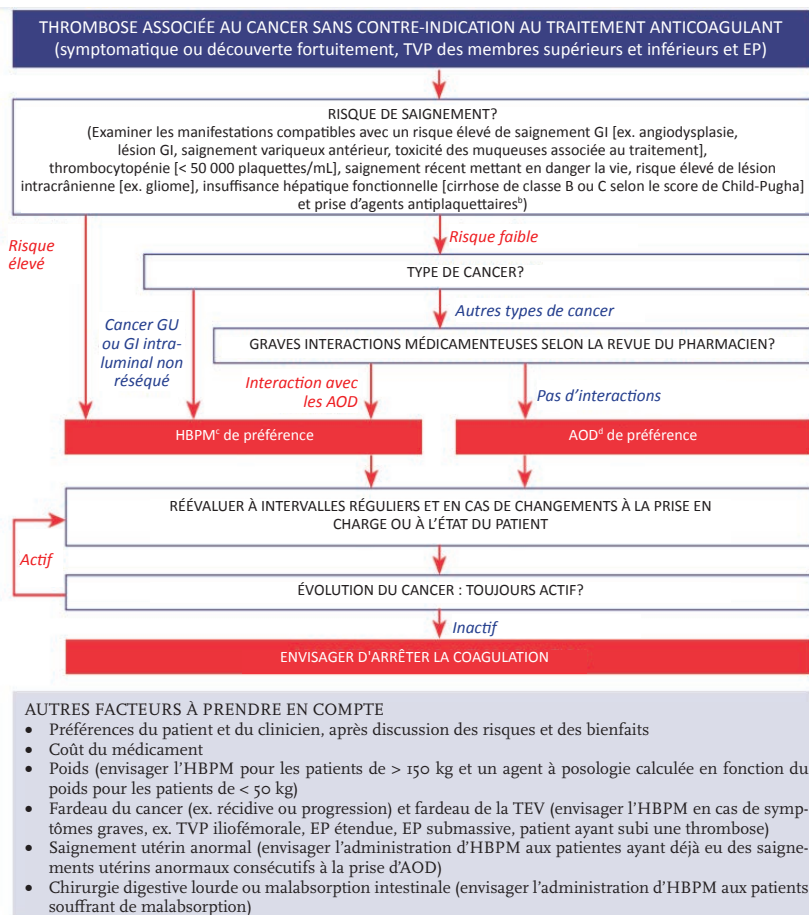 THROMBOSE ASSOCIÉE AU CANCER SANS CONTRE-INDICATION AU TRAITEMENT ANTICOAGULANT
(symptomatique ou découverte fortuitement, TVP des membres supérieurs et inférieurs et EP)
RISQUE DE SAIGNEMENT?
(Examiner les manifestations compatibles avec un risque élevé de saignement GI [ex. angiodysplasie,
lésion GI, saignement variqueux antérieur, toxicité des muqueuses associée au traitement],
thrombocytopénie [< 50 000 plaquettes/mL], saignement récent mettant en danger la vie, risque élevé de lésion
intracrânienne [ex. gliome], insuffisance hépatique fonctionnelle [cirrhose de classe B ou C selon le score de Child-Pugha]
et prise d'agents antiplaquettairesᵇ)
Risque
élevé
Risque faible
TYPE DE CANCER?
Cancer GU
ou GI intra-
luminal non
réséqué
Autres types de cancer
GRAVES INTERACTIONS MÉDICAMENTEUSES SELON LA REVUE DU PHARMACIEN?
Interaction avec
les AOD
Pas d'interactions
HBPMᶜ de préférence
AODᵈ de préférence
RÉÉVALUER À INTERVALLES RÉGULIERS ET EN CAS DE CHANGEMENTS À LA PRISE EN
CHARGE OU À L'ÉTAT DU PATIENT
Actif
ÉVOLUTION DU CANCER : TOUJOURS ACTIF?
Inactif
ENVISAGER D'ARRÊTER LA COAGULATION
AUTRES FACTEURS À PRENDRE EN COMPTE
• Préférences du patient et du clinicien, après discussion des risques et des bienfaits
• Coût du médicament
• Poids (envisager l'HBPM pour les patients de > 150 kg et un agent à posologie calculée en fonction du
poids pour les patients de < 50 kg)
• Fardeau du cancer (ex. récidive ou progression) et fardeau de la TEV (envisager l'HBPM en cas de symp-
tômes graves, ex. TVP iliofémorale, EP étendue, EP submassive, patient ayant subi une thrombose)
• Saignement utérin anormal (envisager l'administration d'HBPM aux patientes ayant déjà eu des saigne-
ments utérins anormaux consécutifs à la prise d'AOD)
• Chirurgie digestive lourde ou malabsorption intestinale (envisager l'administration d'HBPM aux patients
souffrant de malabsorption)